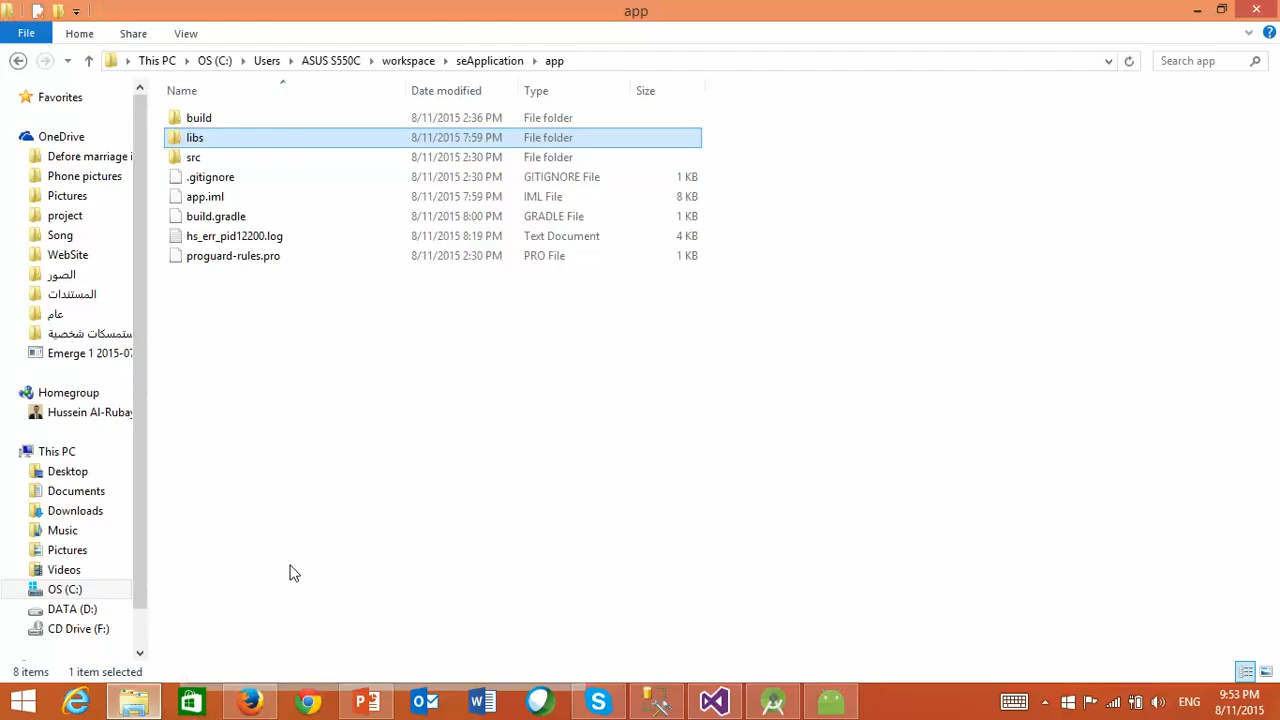 app
File
Home
Share
View
This PC
OS (C:)
Users
ASUS S550C
workspace
seApplication
app
Search app
Name
Date modified
Type
Size
build 8/11/2015 2:36 PM File folder
libs 8/11/2015 7:59 PM File folder
src 8/11/2015 2:30 PM File folder
.gitignore 8/11/2015 2:30 PM GITIGNORE File 1 KB
app.iml 8/11/2015 7:59 PM IML File 8 KB
build.gradle 8/11/2015 8:00 PM GRADLE File 1 KB
hs_err_pid12200.log 8/11/2015 8:19 PM Text Document 4 KB
proguard-rules.pro 8/11/2015 2:30 PM PRO File 1 KB
Favorites
OneDrive
Defore marriage i
Phone pictures
Pictures
project
Song
WebSite
الصور
المستندات
عام
ستمسكات شخصية
Emerge 1 2015-07
Homegroup
Hussein Al-Rubay
This PC
Desktop
Documents
Downloads
Music
Pictures
Videos
OS (C:)
DATA (D:)
CD Drive (F:)
8 items
1 item selected
ENG
9:53 PM
8/11/2015